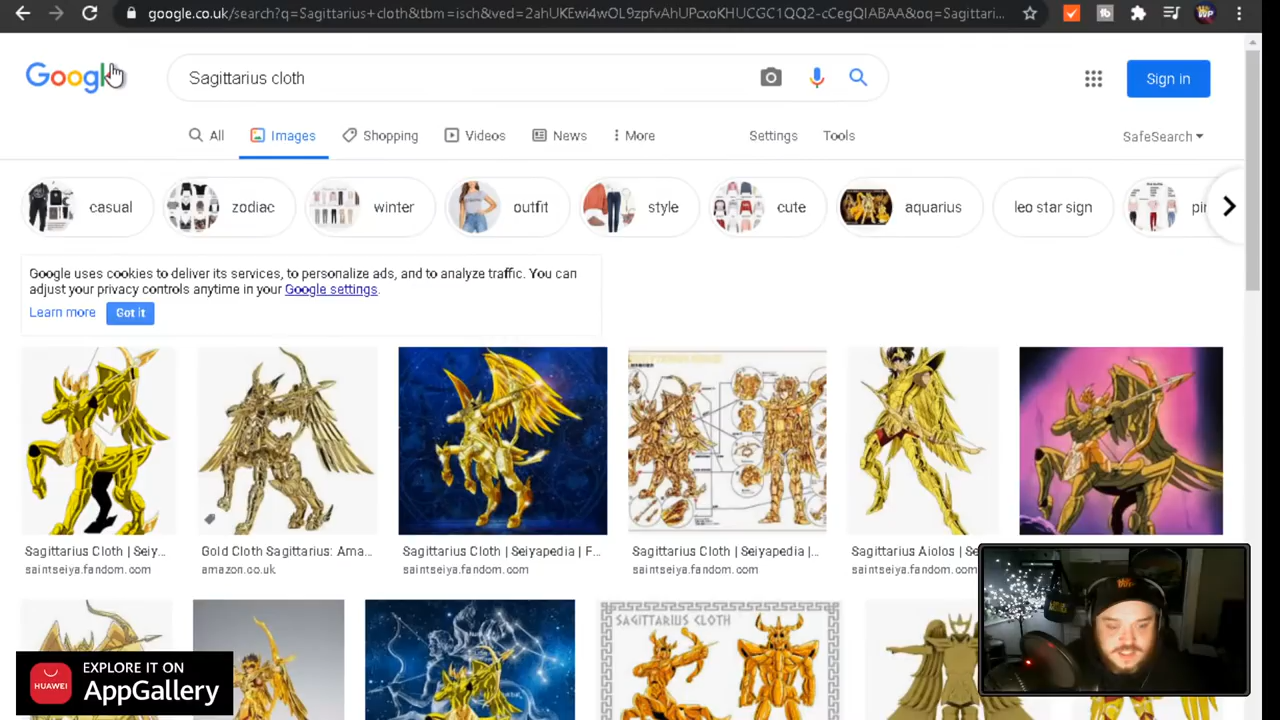 google.co.uk/search?q=Sagittarius+cloth&tbm=isch&ved=2ahUKEwi4wOL9zpfvAhUPcxoKHUCGC1QQ2-cCegQIABAA&oq=Sagittari...
WP
Google
Sagittarius cloth
Sign in
All
Images
Shopping
Videos
News
More
Settings
Tools
SafeSearch
casual
zodiac
winter
outfit
style
cute
aquarius
leo star sign
pir
Google uses cookies to deliver its services, to personalize ads, and to analyze traffic. You can
adjust your privacy controls anytime in your Google settings.
Learn more
Got it
Sagittarius Cloth | Seiy...
saintseiya.fandom.com
Gold Cloth Sagittarius: Ama...
amazon.co.uk
Sagittarius Cloth | Seiyapedia | F...
saintseiya.fandom.com
Sagittarius Cloth | Seiyapedia |...
saintseiya.fandom.com
Sagittarius Aiolos | Se
saintseiya.fandom.com
SAGITTARIUS CLOTH
HUAWEI
EXPLORE IT ON
AppGallery